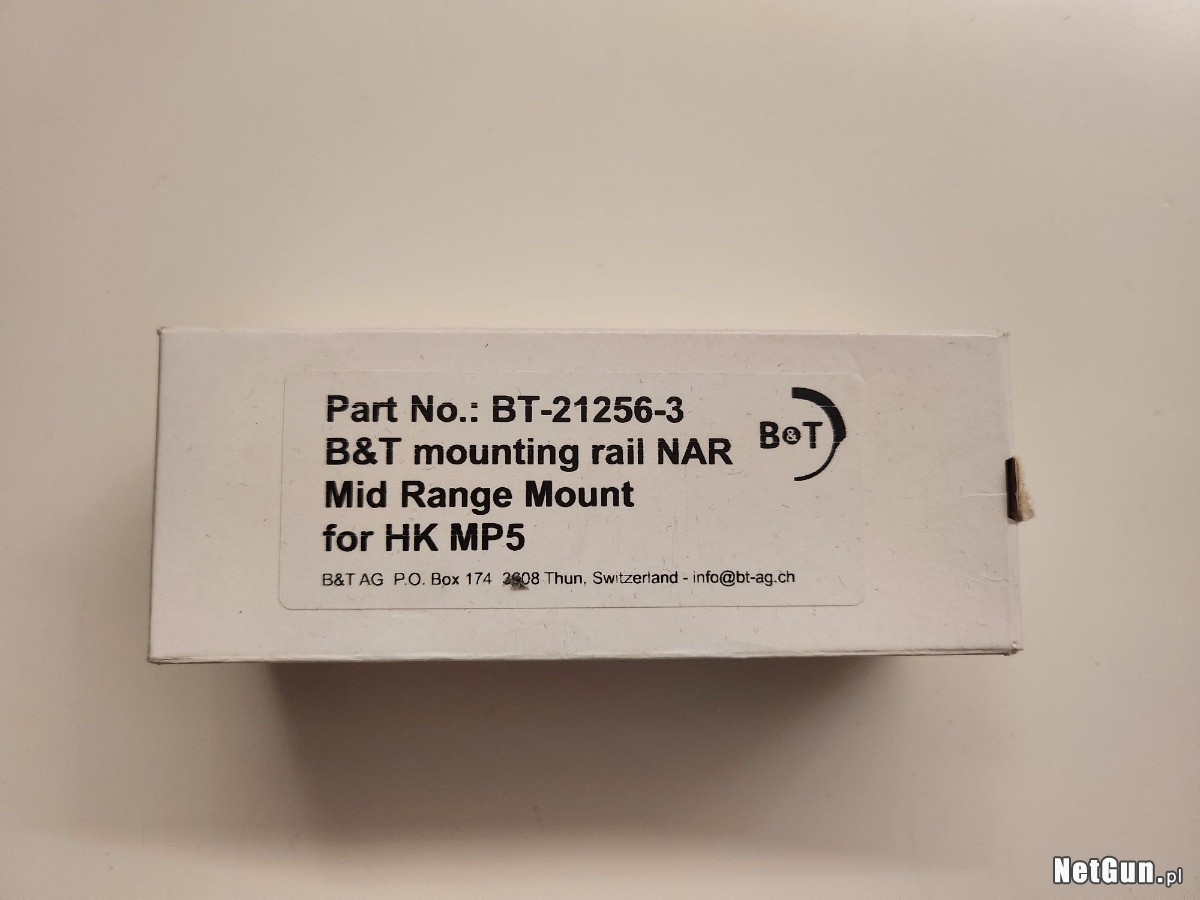 Part No.: BT-21256-3
B&T mounting rail NAR
Mid Range Mount
for HK MP5
B&T
B&T AG P.O. Box 174 3608 Thun, Switzerland - info@bt-ag.ch
NetGun.pl